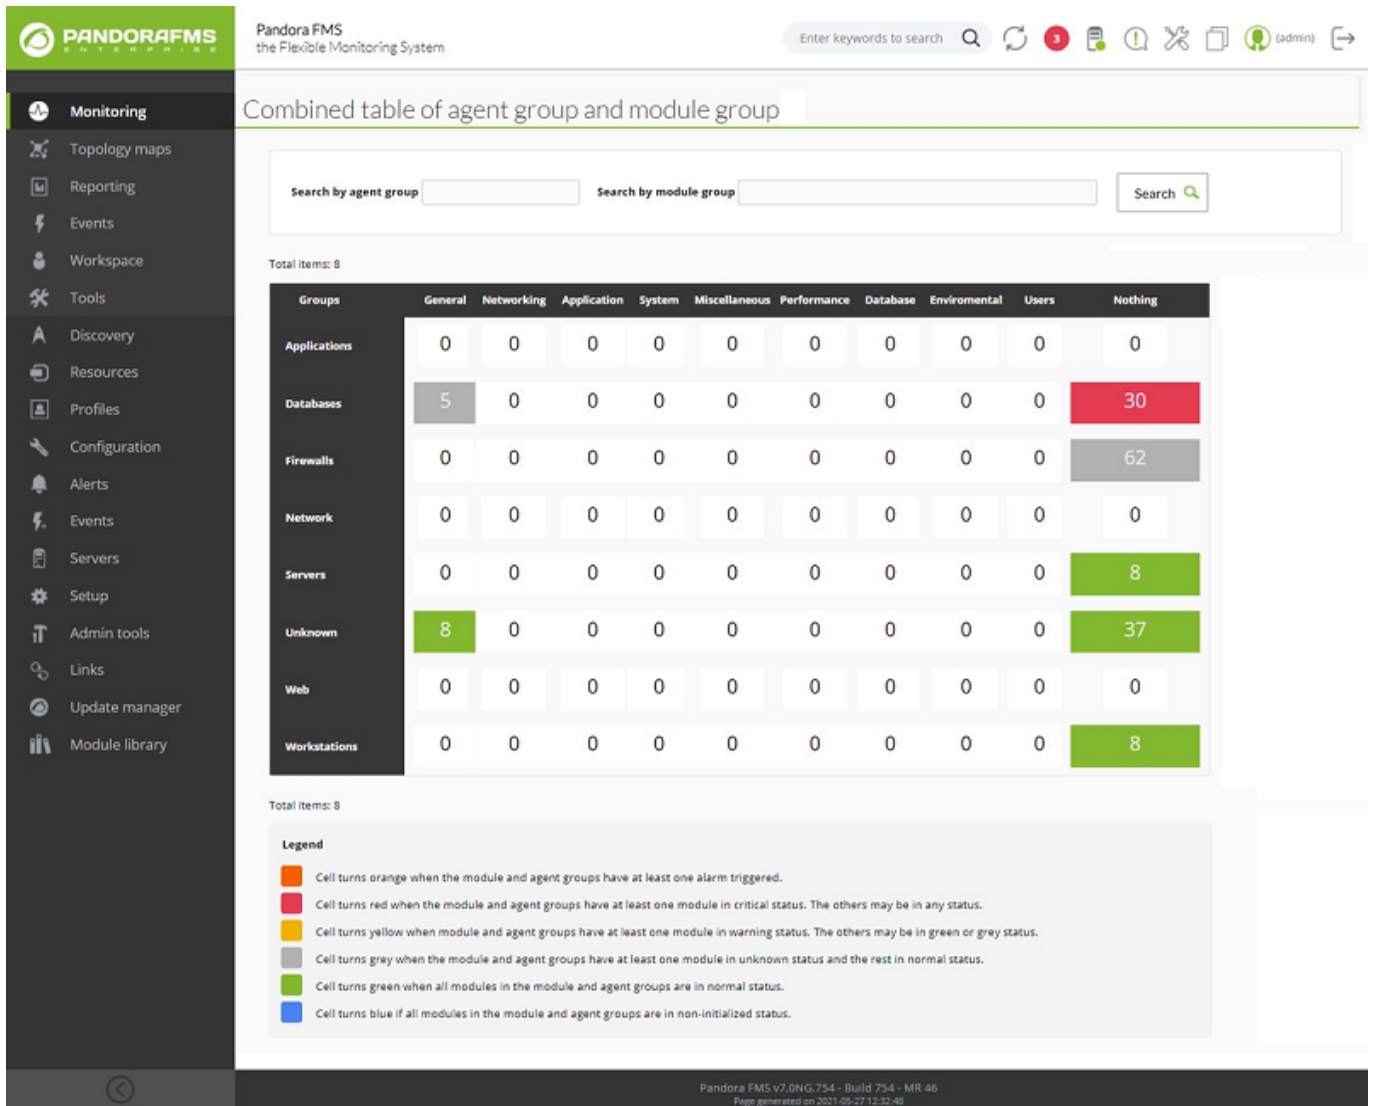 PANDORAFMS
ENTERPRISE
Pandora FMS
the Flexible Monitoring System
Enter keywords to search
3
(admin)
Monitoring
Topology maps
Reporting
Events
Workspace
Tools
Discovery
Resources
Profiles
Configuration
Alerts
Events
Servers
Setup
Admin tools
Links
Update manager
Module library
Combined table of agent group and module group
Search by agent group
Search by module group
Search
Total items: 8
Groups General Networking Application System Miscellaneous Performance Database Enviromental Users Nothing
Applications 0 0 0 0 0 0 0 0 0 0
Databases 5 0 0 0 0 0 0 0 0 30
Firewalls 0 0 0 0 0 0 0 0 0 62
Network 0 0 0 0 0 0 0 0 0 0
Servers 0 0 0 0 0 0 0 0 0 8
Unknown 8 0 0 0 0 0 0 0 0 37
Web 0 0 0 0 0 0 0 0 0 0
Workstations 0 0 0 0 0 0 0 0 0 8
Total items: 8
Legend
Cell turns orange when the module and agent groups have at least one alarm triggered.
Cell turns red when the module and agent groups have at least one module in critical status. The others may be in any status.
Cell turns yellow when module and agent groups have at least one module in warning status. The others may be in green or grey status.
Cell turns grey when the module and agent groups have at least one module in unknown status and the rest in normal status.
Cell turns green when all modules in the module and agent groups are in normal status.
Cell turns blue if all modules in the module and agent groups are in non-initialized status.
Pandora FMS v7.0NG.754 - Build 754 - MR 46
Page generated on 2021-05-27 12:32:48